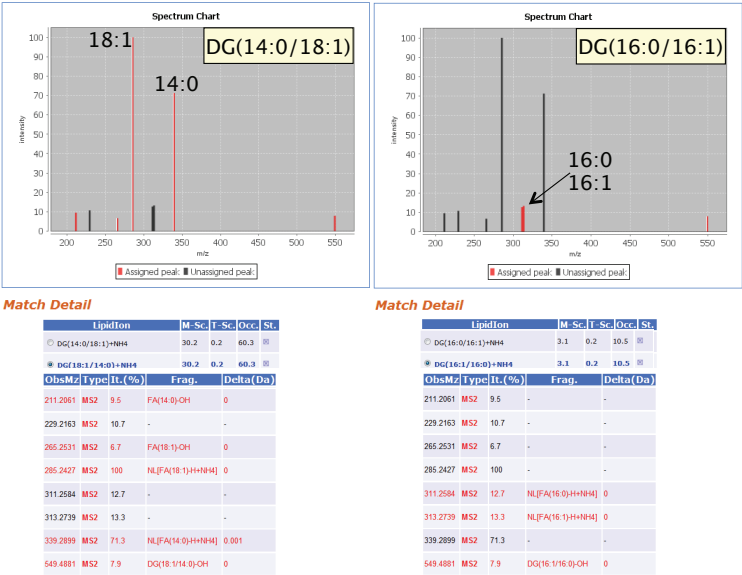 Spectrum Chart
DG(14:0/18:1)
18:1
14:0
intensity
100
90
80
70
60
50
40
30
20
10
0
200 250 300 350 400 450 500 550
m/z
Assigned peak: Unassigned peak:
Spectrum Chart
DG(16:0/16:1)
16:0
16:1
intensity
100
90
80
70
60
50
40
30
20
10
0
200 250 300 350 400 450 500 550
m/z
Assigned peak: Unassigned peak:
Match Detail
LipidIon M-Sc. T-Sc. Occ. St.
DG(14:0/18:1)+NH4 30.2 0.2 60.3
DG(18:1/14:0)+NH4 30.2 0.2 60.3
ObsMz Type It.(%) Frag. Delta(Da)
211.2061 MS2 9.5 FA(14:0)-OH 0
229.2163 MS2 10.7 - -
265.2531 MS2 6.7 FA(18:1)-OH 0
285.2427 MS2 100 NL[FA(18:1)-H+NH4] 0
311.2584 MS2 12.7 - -
313.2739 MS2 13.3 - -
339.2899 MS2 71.3 NL[FA(14:0)-H+NH4] 0.001
549.4881 MS2 7.9 DG(18:1/14:0)-OH 0
Match Detail
LipidIon M-Sc. T-Sc. Occ. St.
DG(16:0/16:1)+NH4 3.1 0.2 10.5
DG(16:1/16:0)+NH4 3.1 0.2 10.5
ObsMz Type It.(%) Frag. Delta(Da)
211.2061 MS2 9.5 - -
229.2163 MS2 10.7 - -
265.2531 MS2 6.7 - -
285.2427 MS2 100 - -
311.2584 MS2 12.7 NL[FA(16:0)-H+NH4] 0
313.2739 MS2 13.3 NL[FA(16:1)-H+NH4] 0
339.2899 MS2 71.3 - -
549.4881 MS2 7.9 DG(16:1/16:0)-OH 0